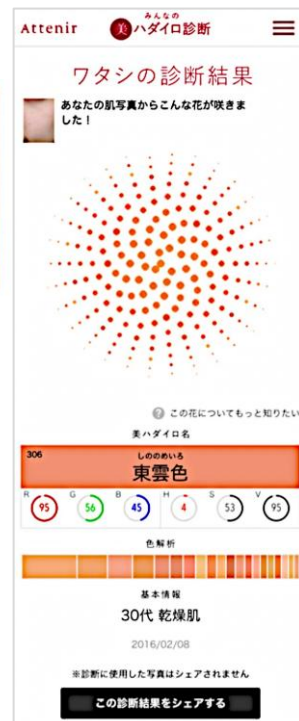 Attenir
みんなの
美ハダイロ診断
ワタシの診断結果
あなたの肌写真からこんな花が咲きま
した！
? この花についてもっと知りたい
美ハダイロ名
306
しののめいろ
東雲色
R 95 G 56 B 45 H 4 S 53 V 95
色解析
基本情報
30代 乾燥肌
2016/02/08
※診断に使用した写真はシェアされません
この診断結果をシェアする